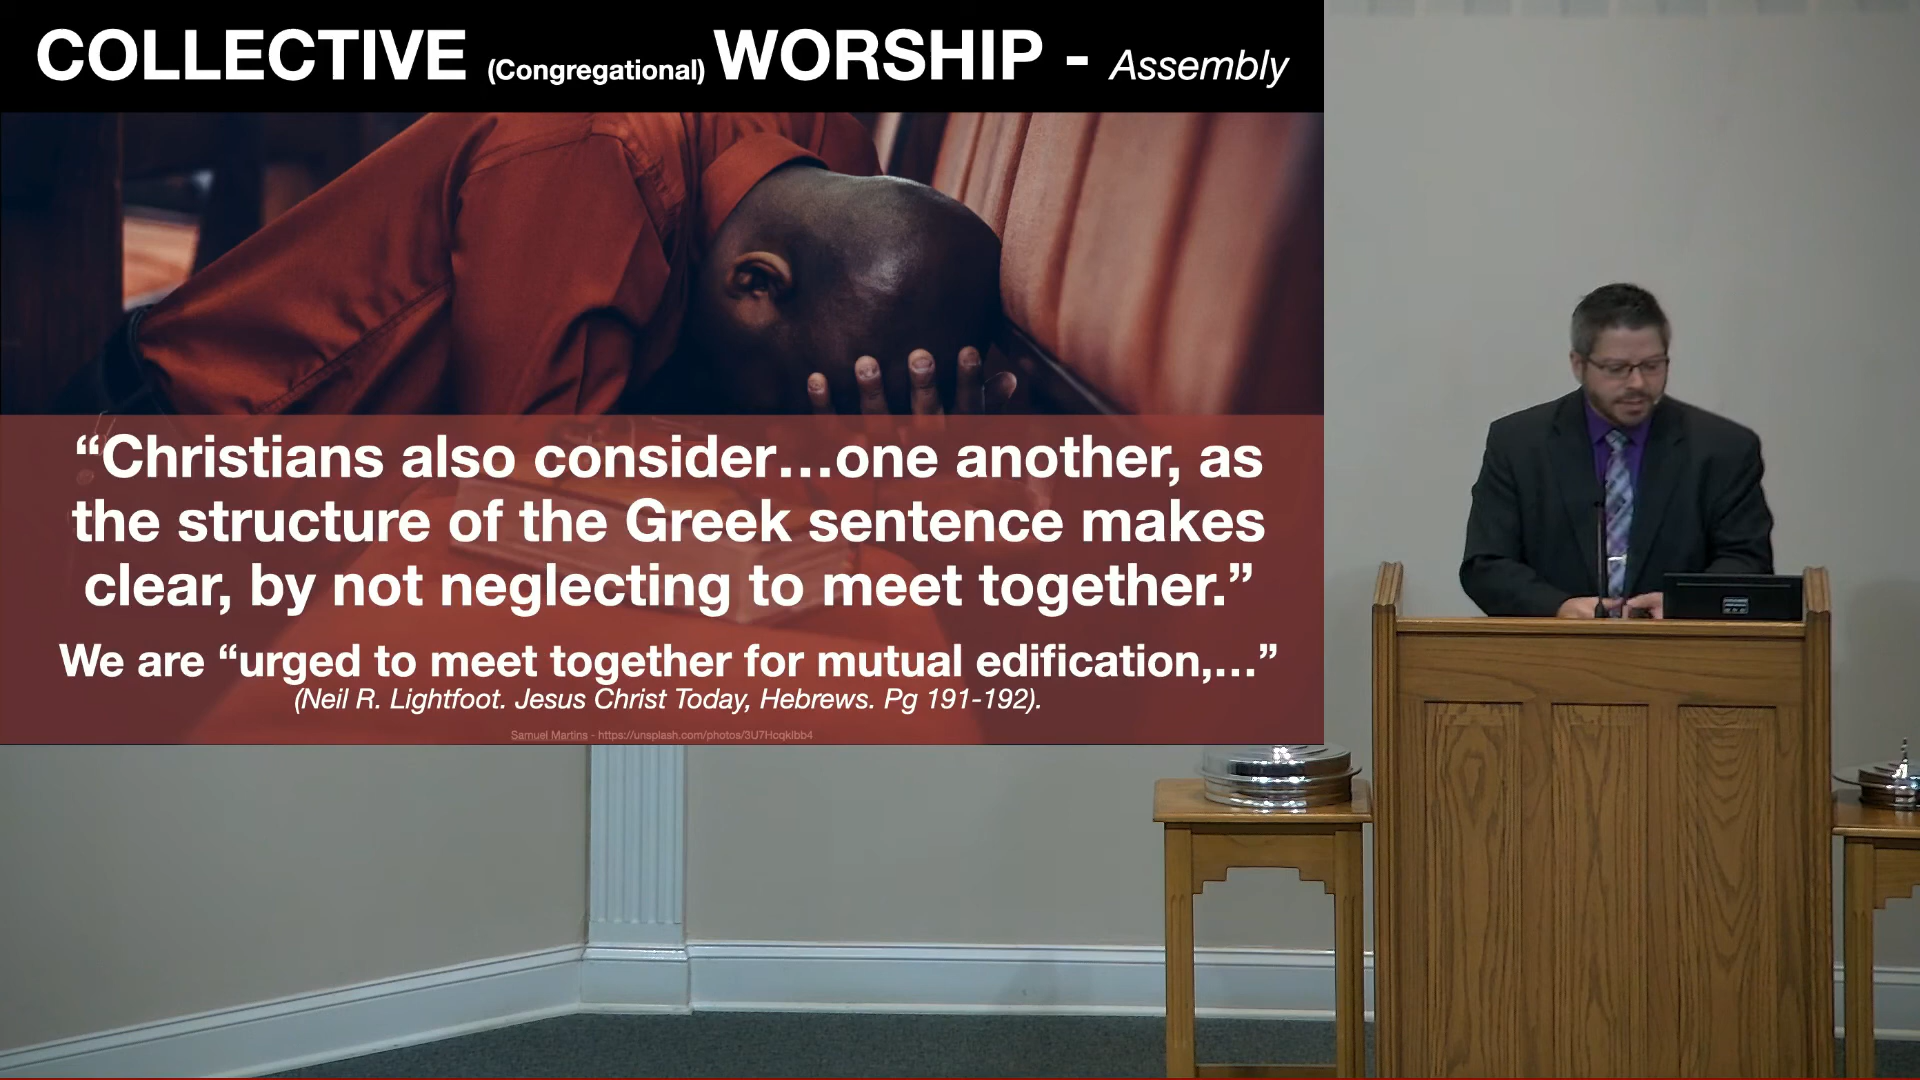 COLLECTIVE (Congregational) WORSHIP - Assembly
“Christians also consider…one another, as
the structure of the Greek sentence makes
clear, by not neglecting to meet together.”
We are “urged to meet together for mutual edification,…”
(Neil R. Lightfoot. Jesus Christ Today, Hebrews. Pg 191-192).
Samuel Martins - https://unsplash.com/photos/3U7Hcqklbb4